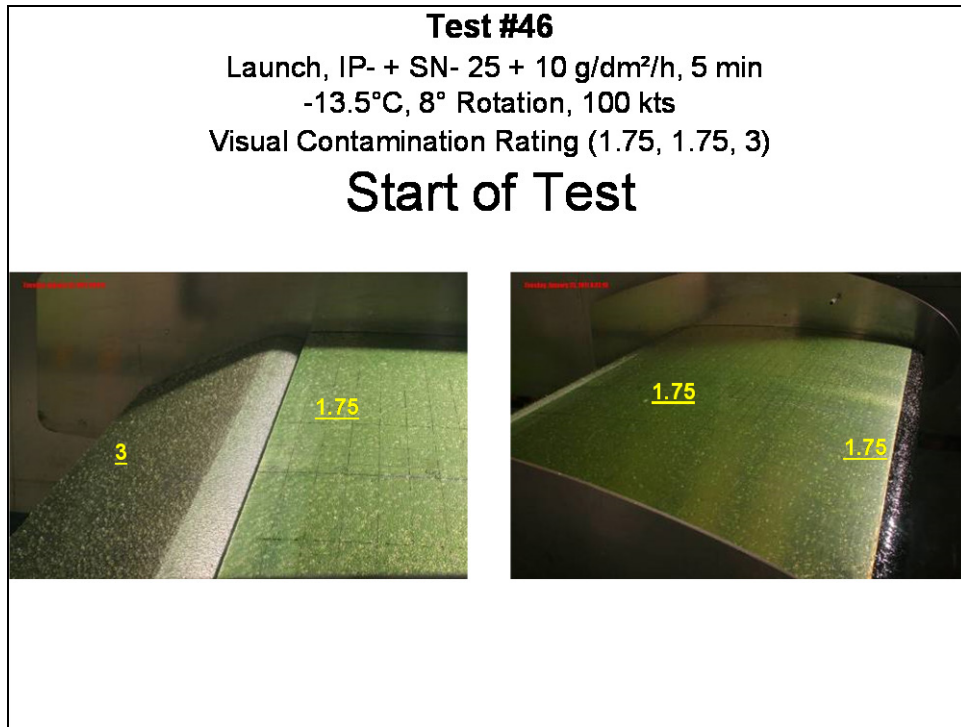 Test #46
Launch, IP- + SN- 25 + 10 g/dm²/h, 5 min
-13.5°C, 8° Rotation, 100 kts
Visual Contamination Rating (1.75, 1.75, 3)
Start of Test
3
1.75
1.75
1.75